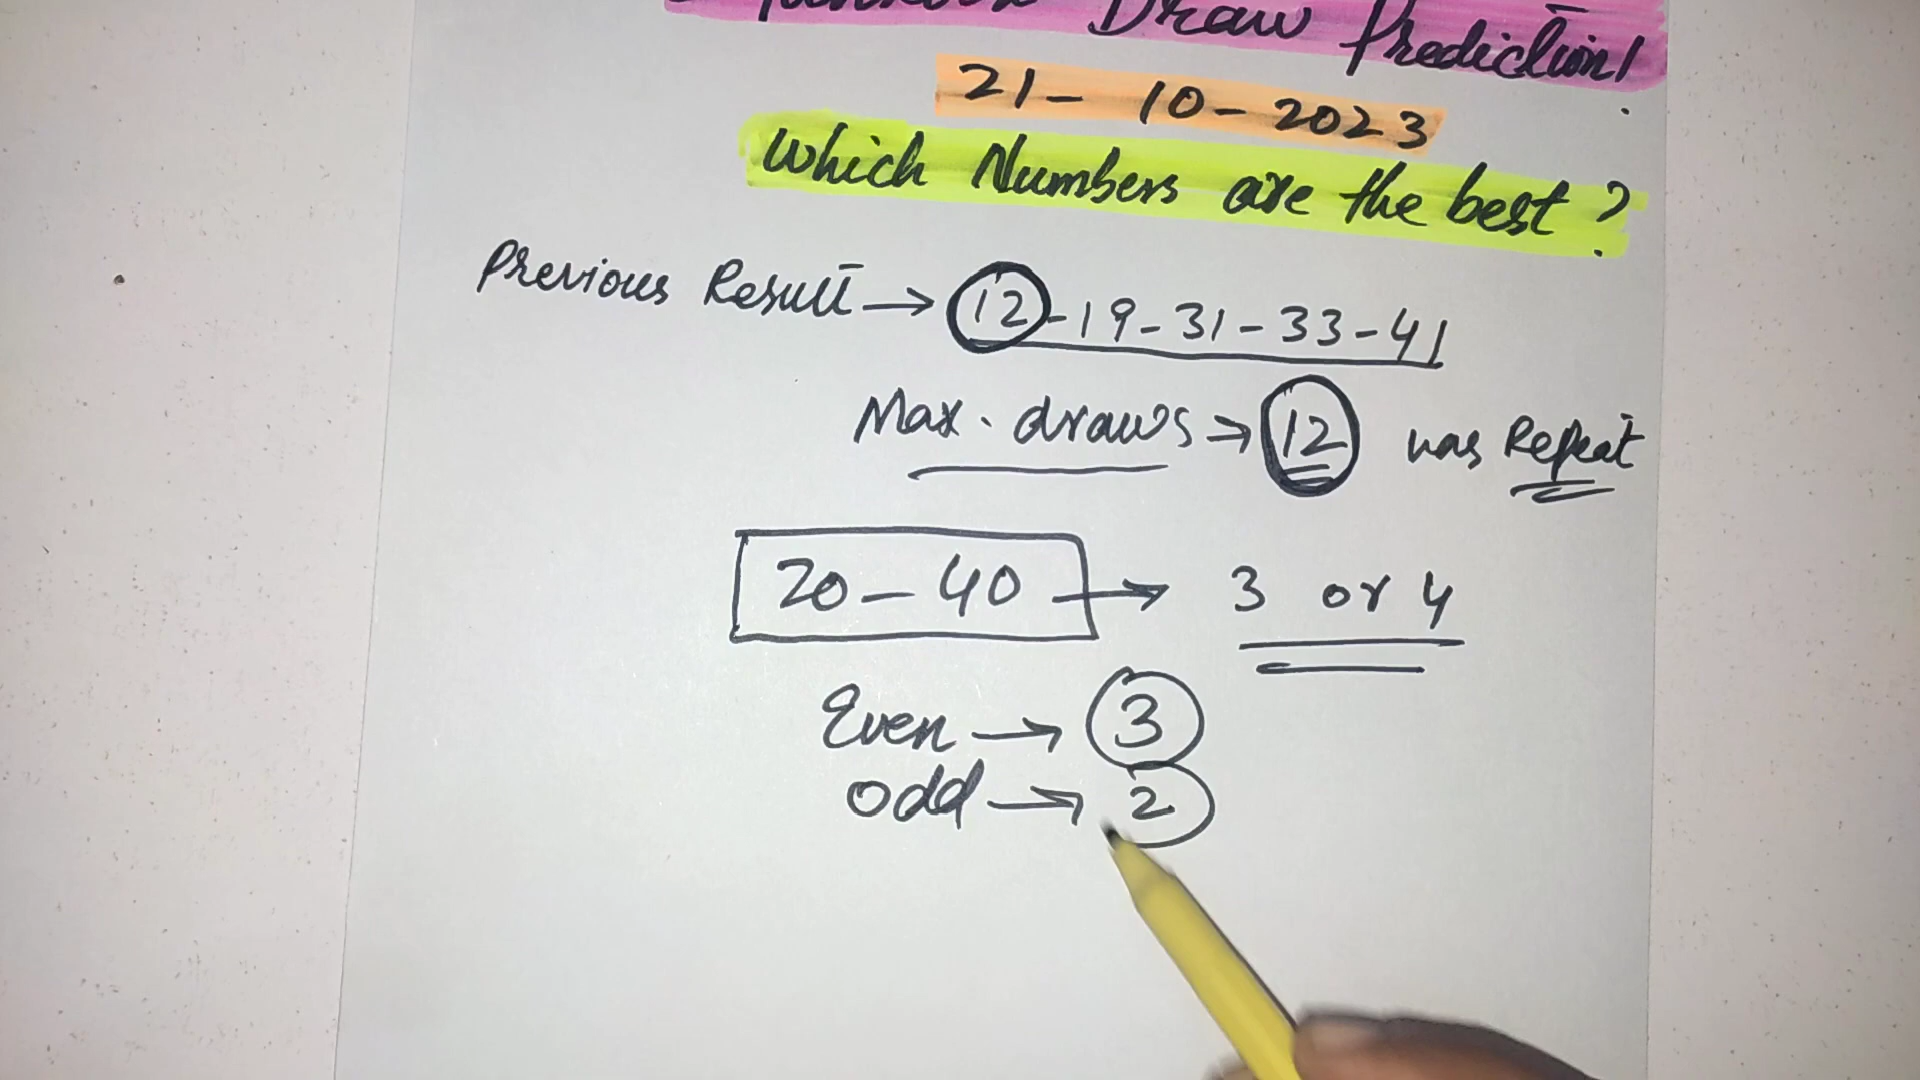 Draw Prediction!
21- 10-2023
Which Numbers are the best?
Previous Result → 12-19-31-33-41
Max. draws → 12 was Repeat
20-40 → 3 or 4
Even → 3
Odd → 2